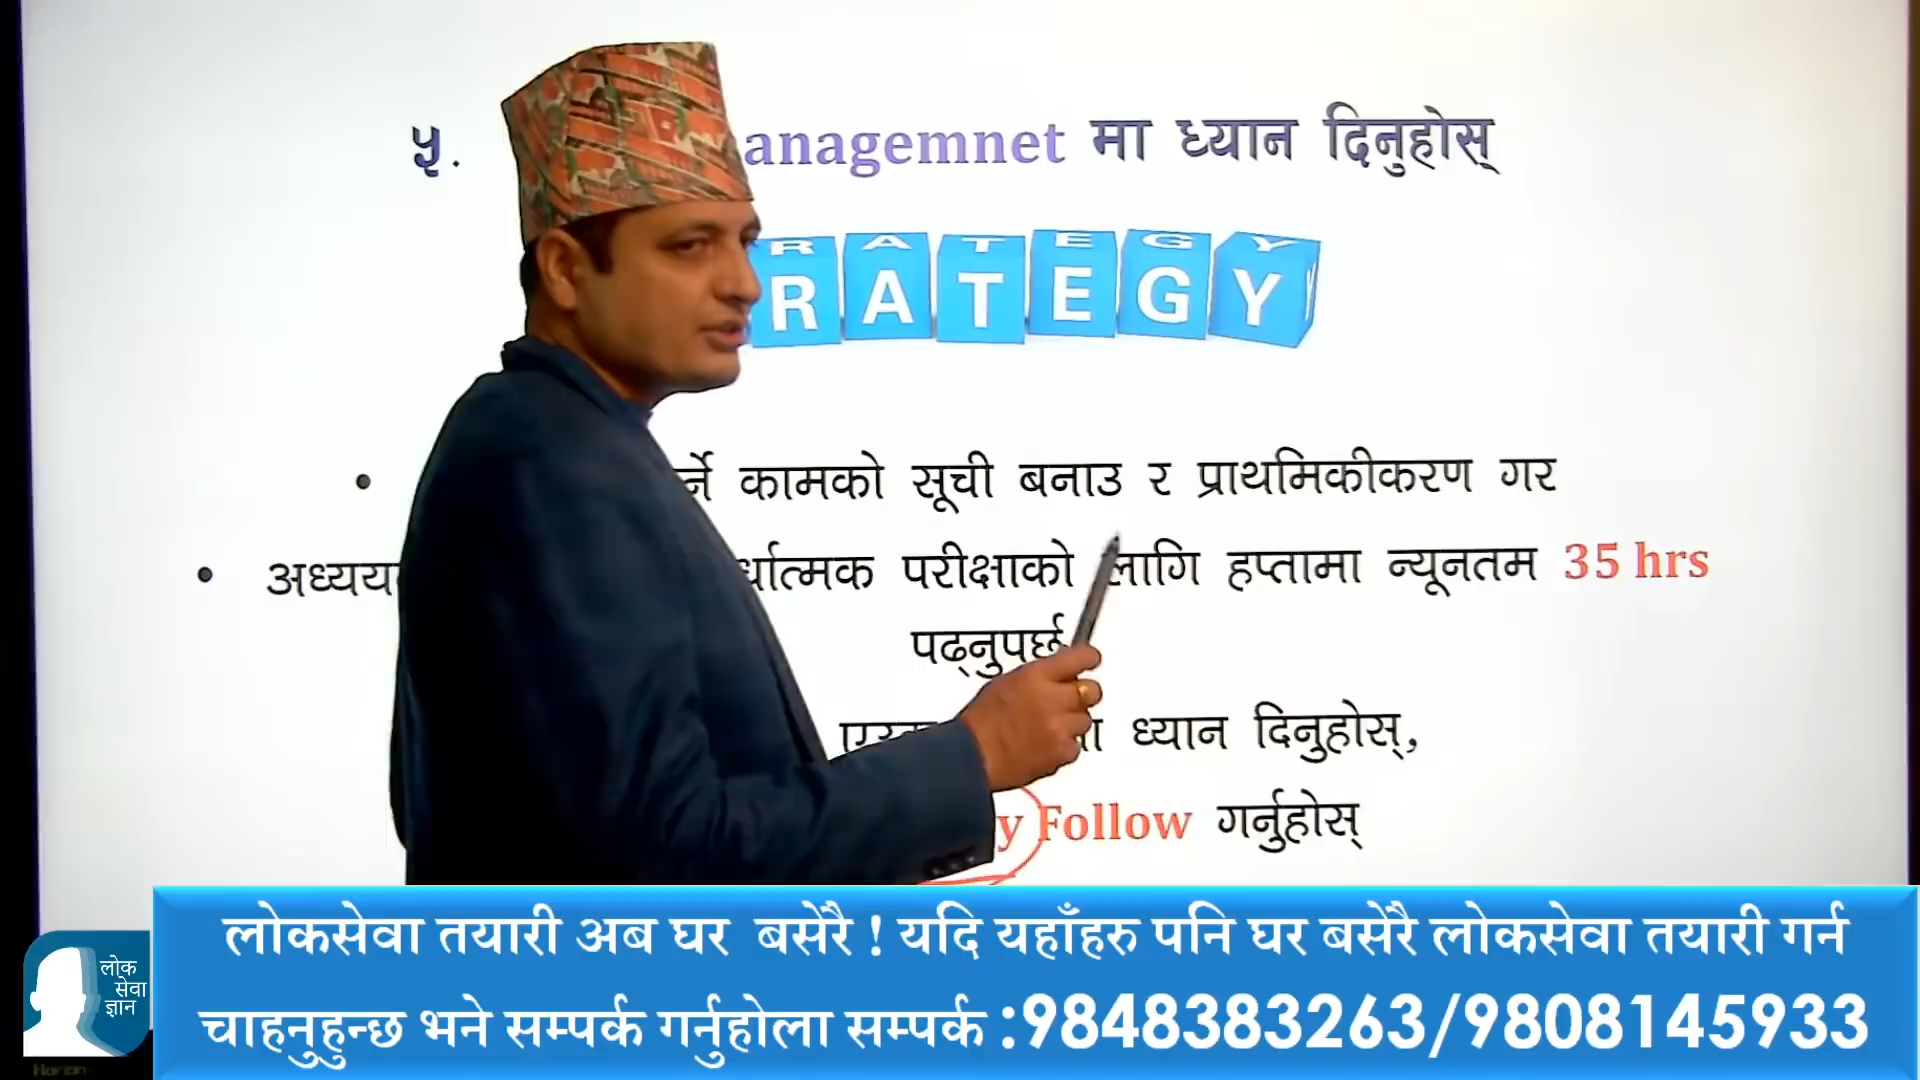 ५. anagemnet मा ध्यान दिनुहोस्
R A T E G Y
RATEGY
• र्ने कामको सूची बनाउ र प्राथमिकीकरण गर
• अध्यय र्धात्मक परीक्षाको लागि हप्तामा न्यूनतम 35 hrs
पढ्नुपर्छ
ध्यान दिनुहोस्,
y Follow गर्नुहोस्
लोकसेवा तयारी अब घर बसेरै ! यदि यहाँहरु पनि घर बसेरै लोकसेवा तयारी गर्न
चाहनुहुन्छ भने सम्पर्क गर्नुहोला सम्पर्क :9848383263/9808145933
लोक
सेवा
ज्ञान